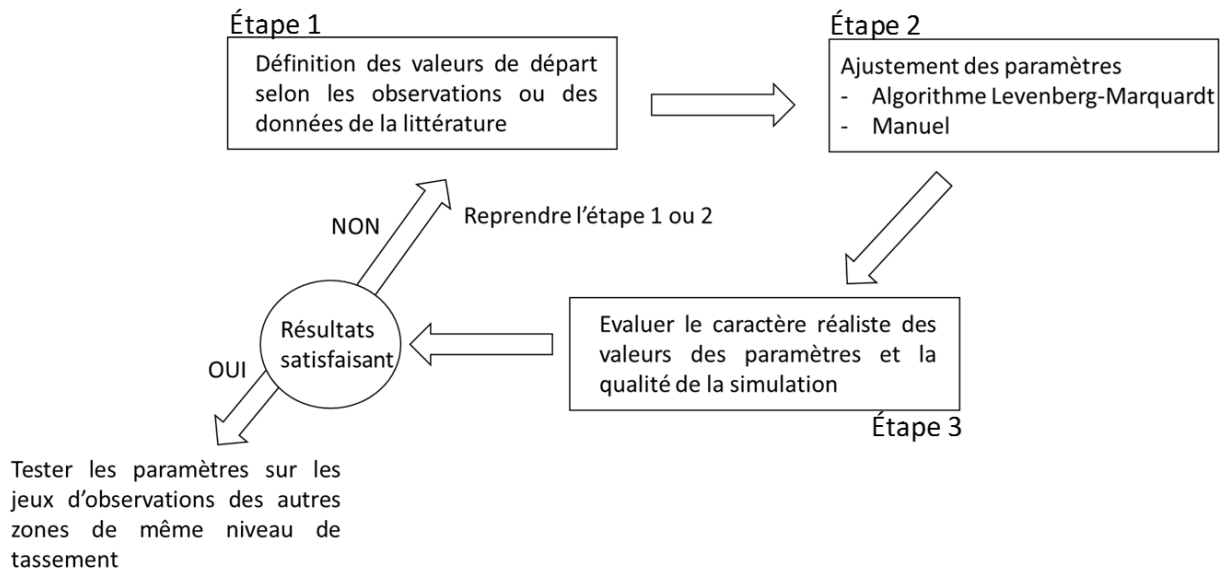 Étape 1
Définition des valeurs de départ
selon les observations ou des
données de la littérature
Étape 2
Ajustement des paramètres
- Algorithme Levenberg-Marquardt
- Manuel
NON
Reprendre l'étape 1 ou 2
Résultats
satisfaisant
OUI
Evaluer le caractère réaliste des
valeurs des paramètres et la
qualité de la simulation
Étape 3
Tester les paramètres sur les
jeux d'observations des autres
zones de même niveau de
tassement